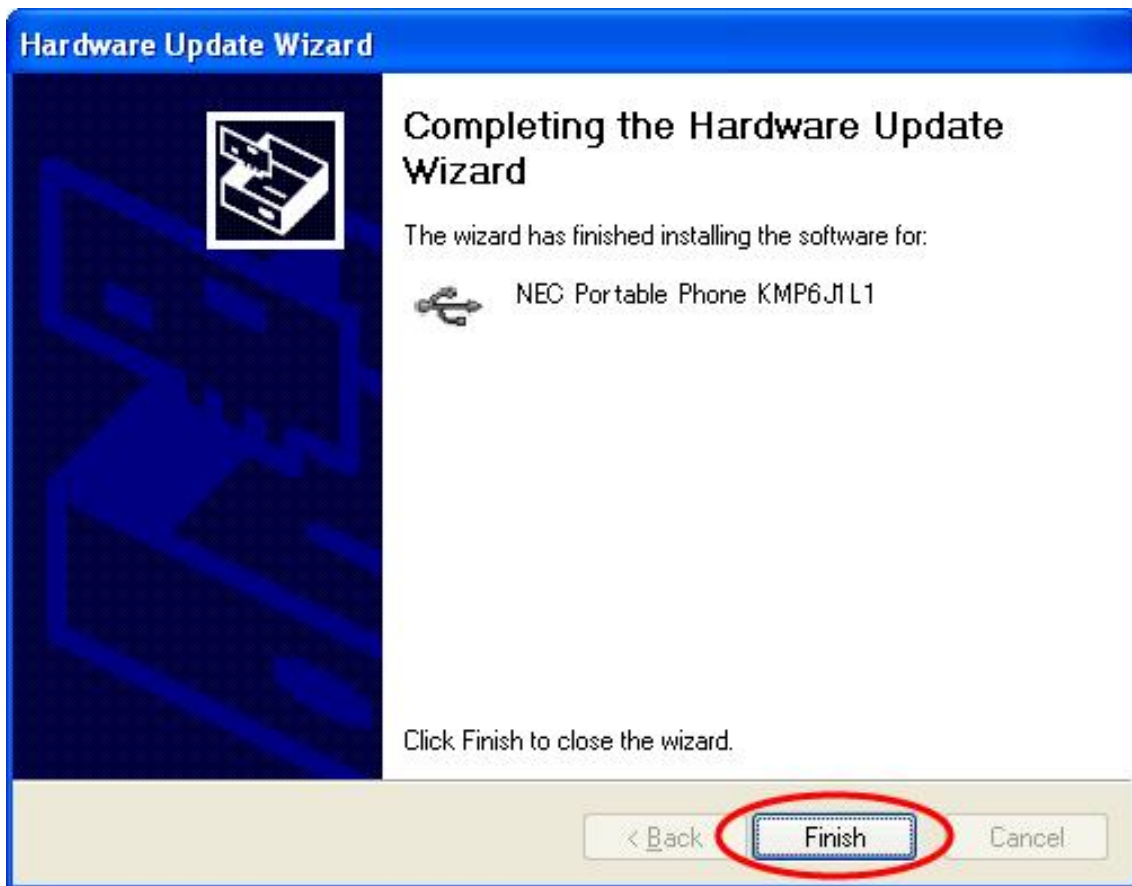 Hardware Update Wizard
Completing the Hardware Update
Wizard
The wizard has finished installing the software for:
NEC Portable Phone KMP6J1L1
Click Finish to close the wizard.
< Back
Finish
Cancel